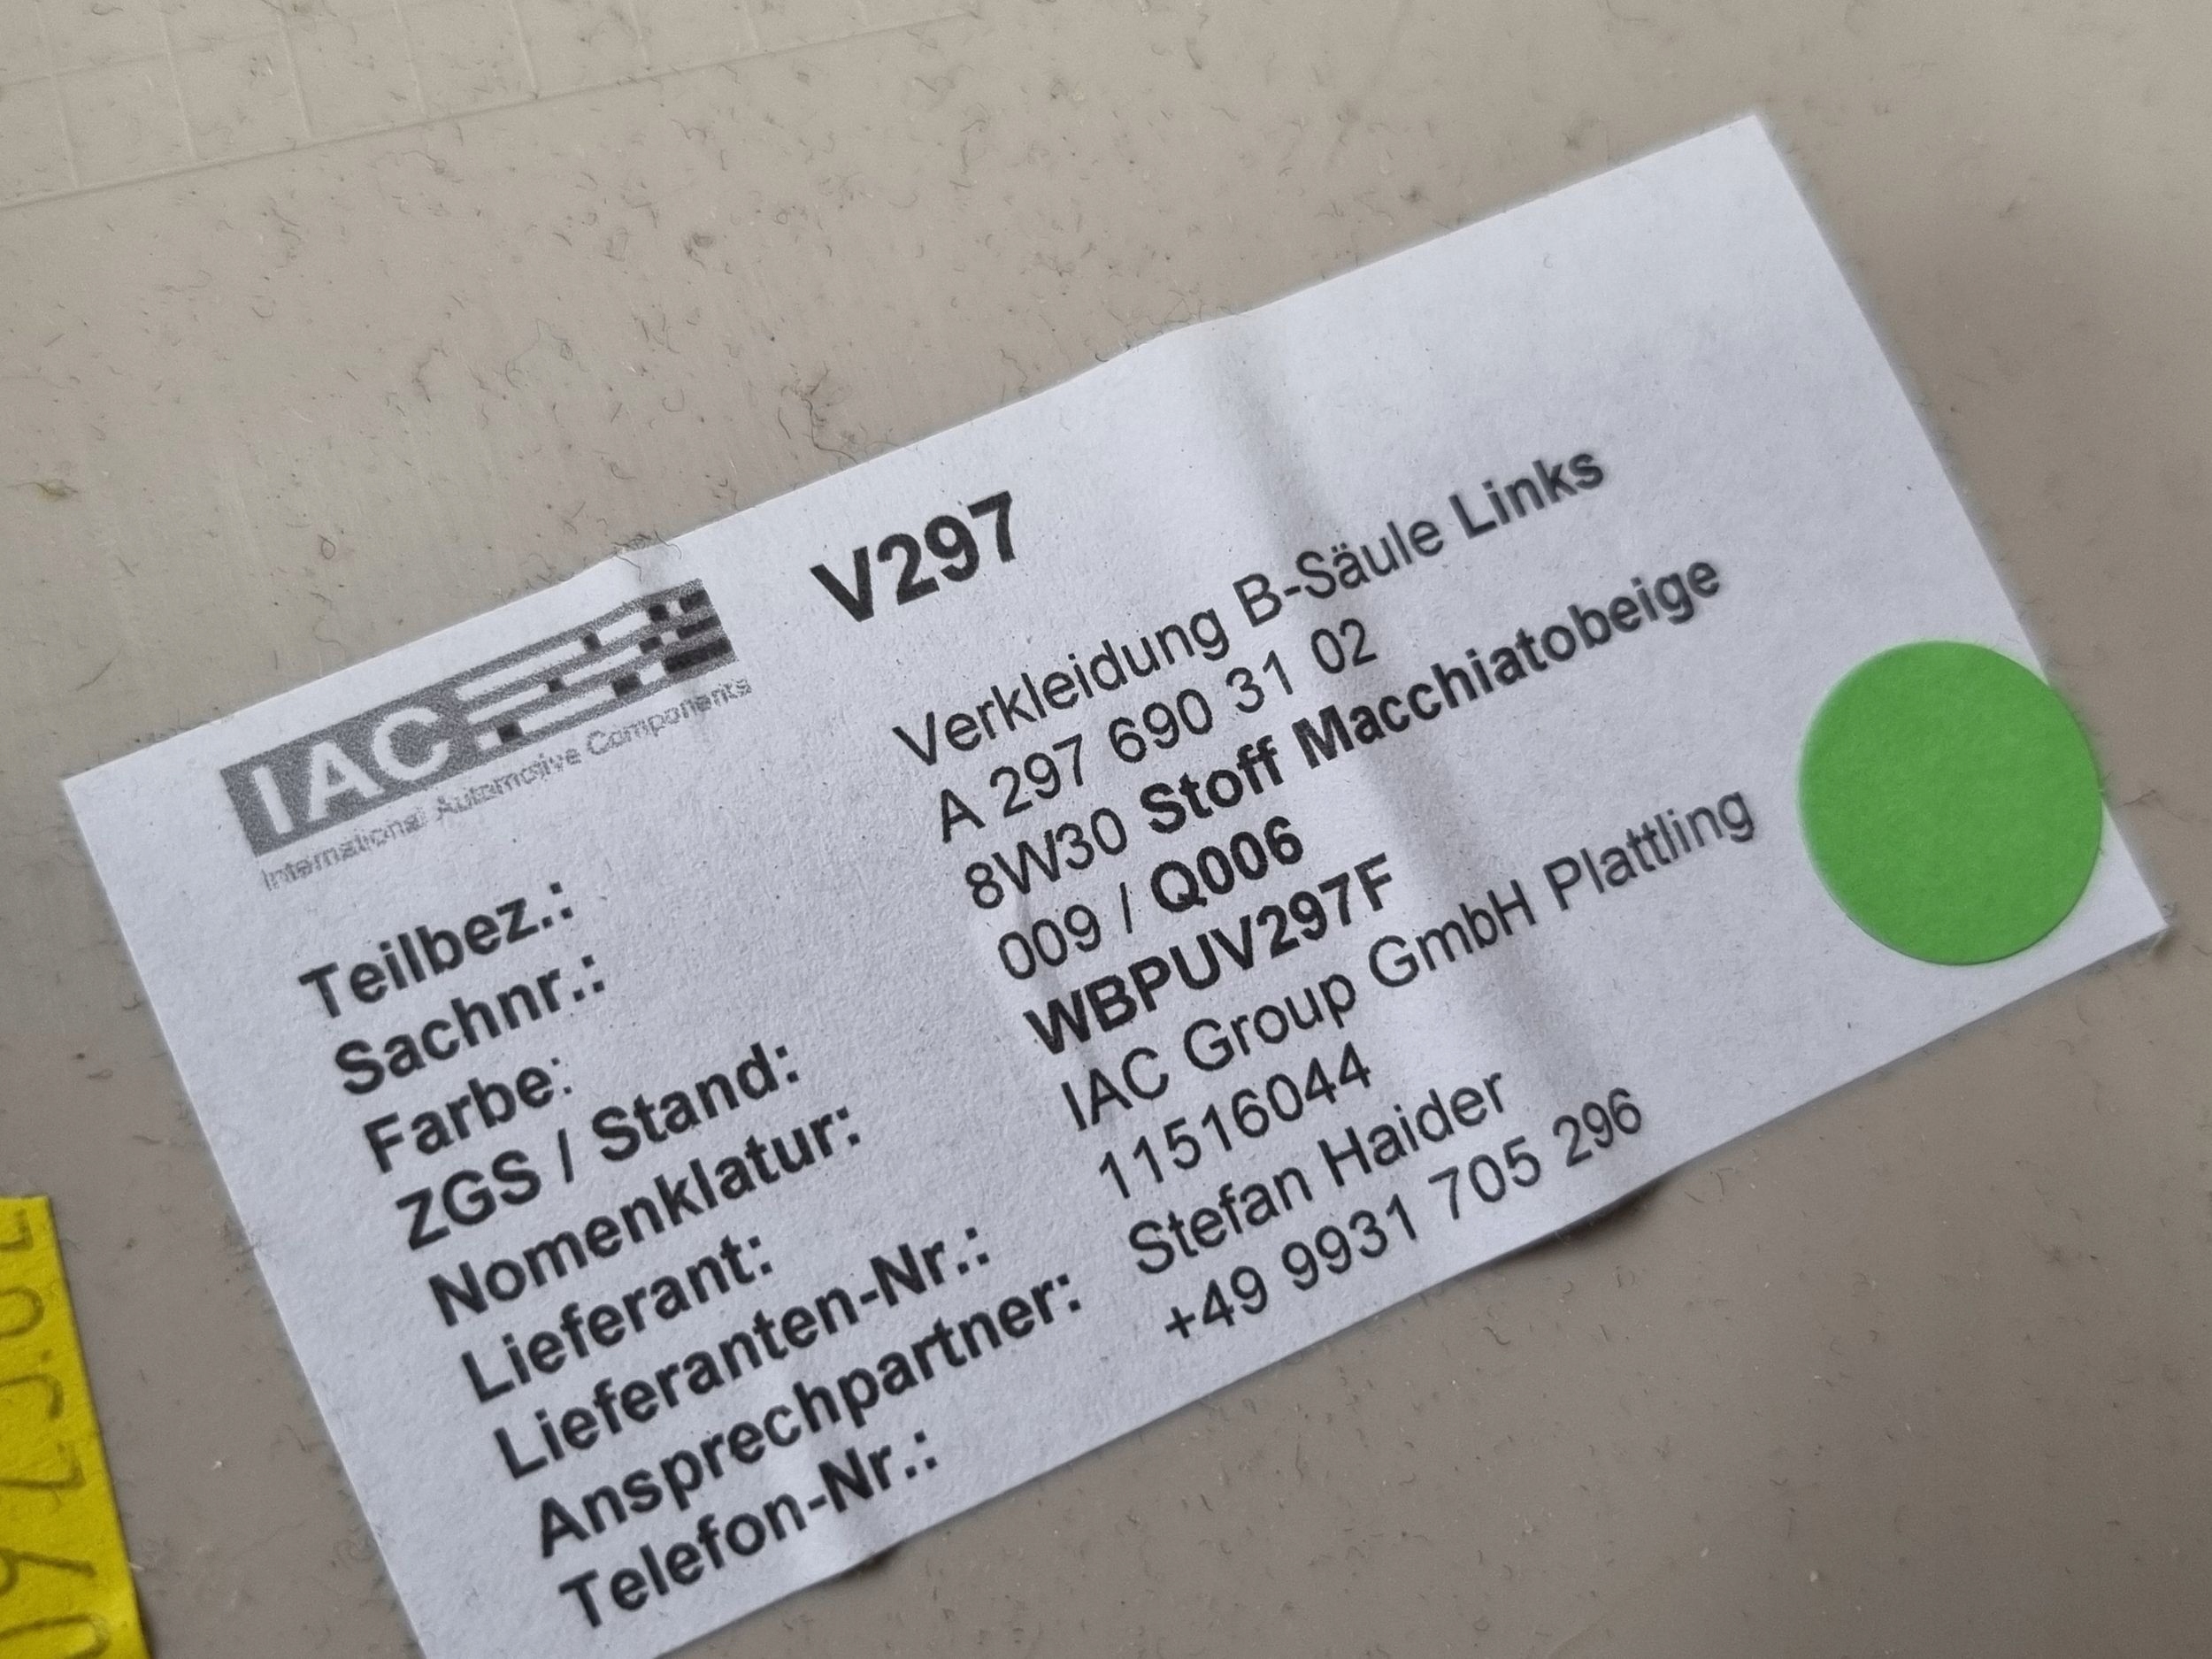 IAC
International Automotive Components
V297
Teilbez.: Verkleidung B-Säule Links
Sachnr.: A 297 690 31 02
Farbe: 8W30 Stoff Macchiatobeige
ZGS / Stand: 009 / Q006
Nomenklatur: WBPUV297F
Lieferant: IAC Group GmbH Plattling
Lieferanten-Nr.: 11516044
Ansprechpartner: Stefan Haider
Telefon-Nr.: +49 9931 705 296